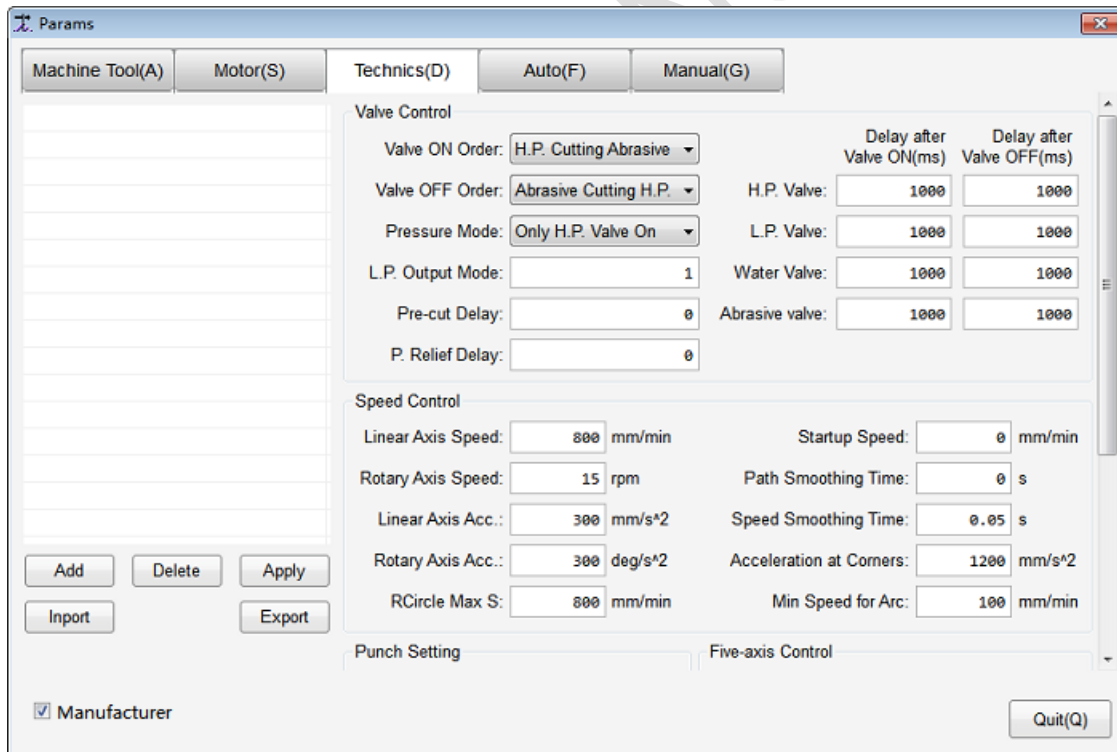 Params
Machine Tool(A) Motor(S) Technics(D) Auto(F) Manual(G)
Valve Control
Delay after Valve ON(ms) Delay after Valve OFF(ms)
Valve ON Order: H.P. Cutting Abrasive
Valve OFF Order: Abrasive Cutting H.P. H.P. Valve: 1000 1000
Pressure Mode: Only H.P. Valve On L.P. Valve: 1000 1000
L.P. Output Mode: 1 Water Valve: 1000 1000
Pre-cut Delay: 0 Abrasive valve: 1000 1000
P. Relief Delay: 0
Speed Control
Linear Axis Speed: 800 mm/min Startup Speed: 0 mm/min
Rotary Axis Speed: 15 rpm Path Smoothing Time: 0 s
Linear Axis Acc.: 300 mm/s^2 Speed Smoothing Time: 0.05 s
Rotary Axis Acc.: 300 deg/s^2 Acceleration at Corners: 1200 mm/s^2
RCircle Max S: 800 mm/min Min Speed for Arc: 100 mm/min
Add Delete Apply
Inport Export
Punch Setting Five-axis Control
Manufacturer
Quit(Q)